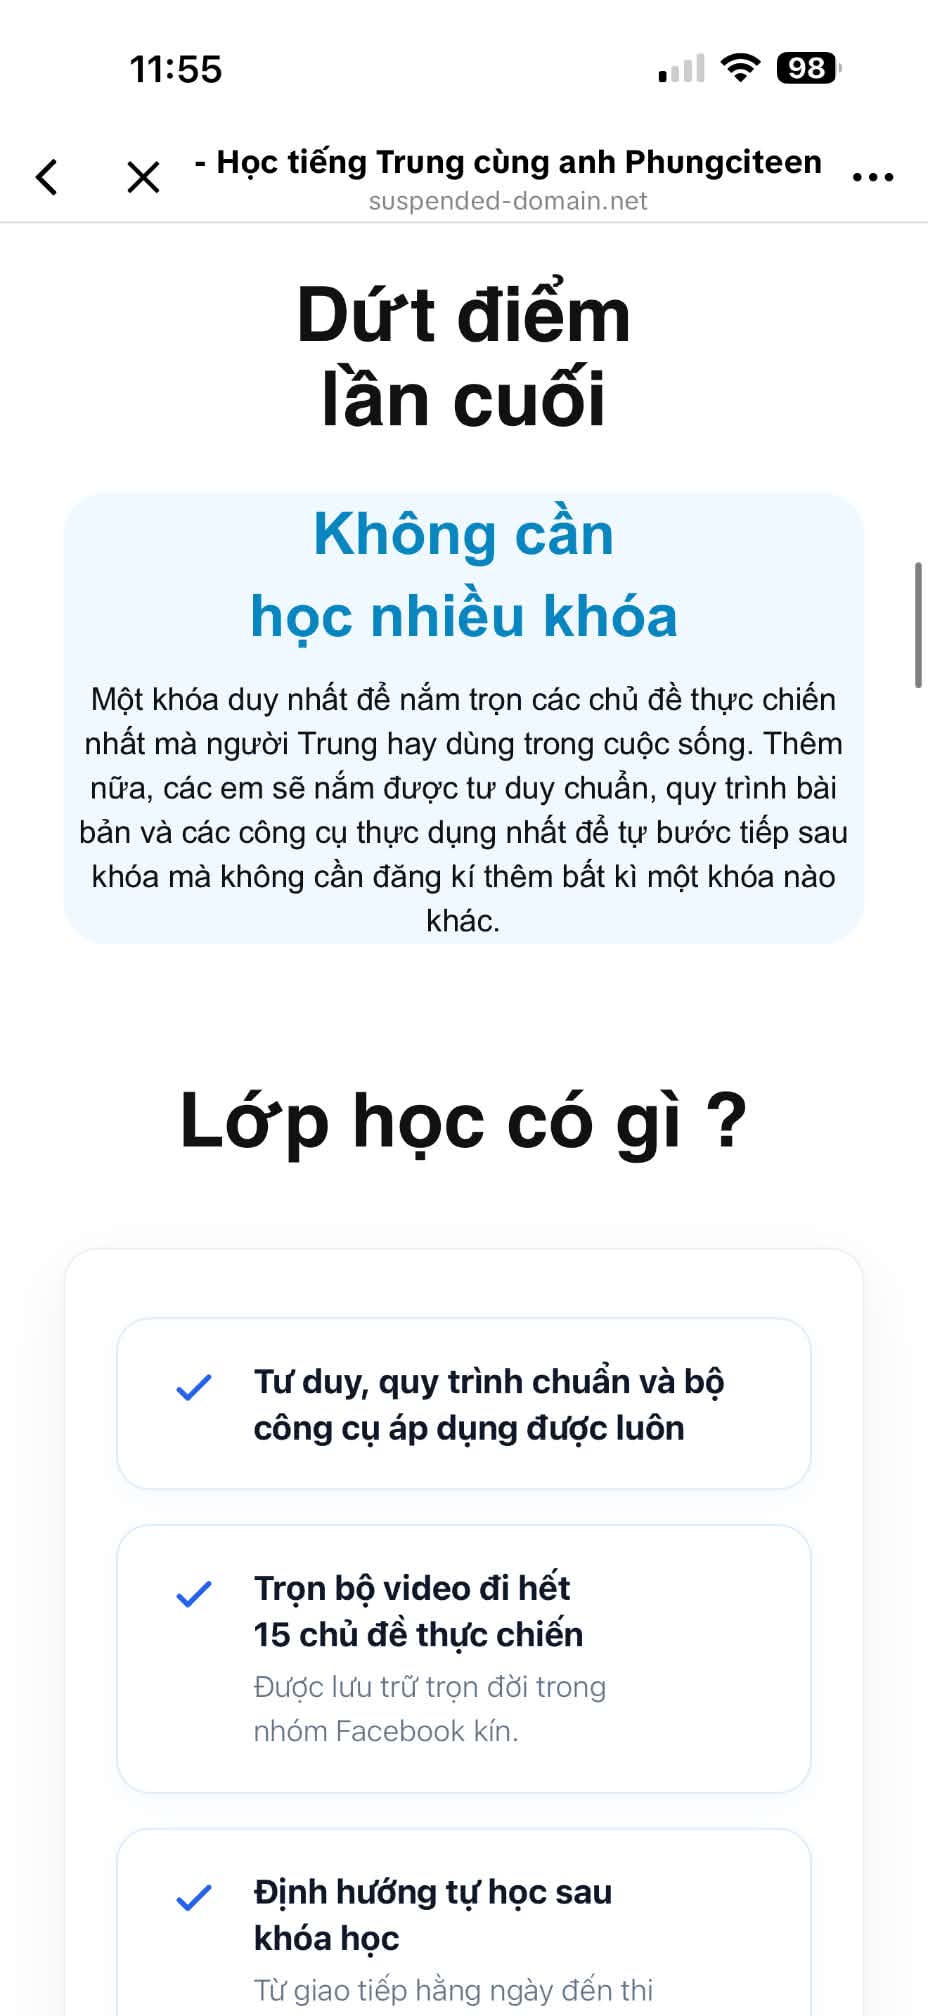 11:55
98
- Học tiếng Trung cùng anh Phungciteen
suspended-domain.net
Dứt điểm
lần cuối
Không cần
học nhiều khóa
Một khóa duy nhất để nắm trọn các chủ đề thực chiến
nhất mà người Trung hay dùng trong cuộc sống. Thêm
nữa, các em sẽ nắm được tư duy chuẩn, quy trình bài
bản và các công cụ thực dụng nhất để tự bước tiếp sau
khóa mà không cần đăng kí thêm bất kì một khóa nào
khác.
Lớp học có gì ?
Tư duy, quy trình chuẩn và bộ
công cụ áp dụng được luôn
Trọn bộ video đi hết
15 chủ đề thực chiến
Được lưu trữ trọn đời trong
nhóm Facebook kín.
Định hướng tự học sau
khóa học
Từ giao tiếp hằng ngày đến thi